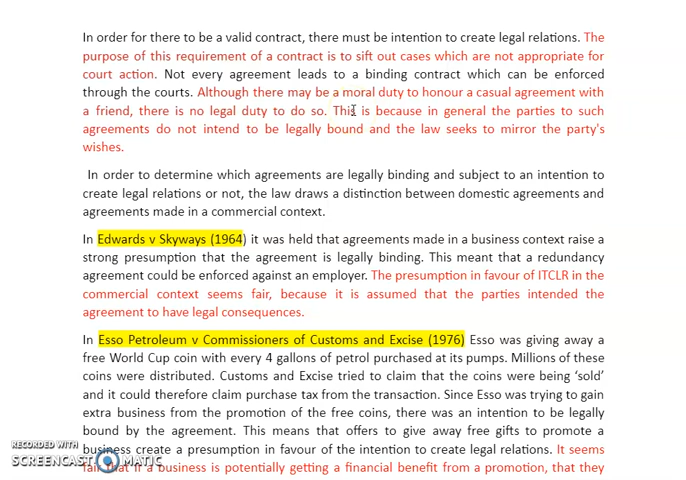 In order for there to be a valid contract, there must be intention to create legal relations. The
purpose of this requirement of a contract is to sift out cases which are not appropriate for
court action. Not every agreement leads to a binding contract which can be enforced
through the courts. Although there may be a moral duty to honour a casual agreement with
a friend, there is no legal duty to do so. This is because in general the parties to such
agreements do not intend to be legally bound and the law seeks to mirror the party's
wishes.
In order to determine which agreements are legally binding and subject to an intention to
create legal relations or not, the law draws a distinction between domestic agreements and
agreements made in a commercial context.
In Edwards v Skyways (1964) it was held that agreements made in a business context raise a
strong presumption that the agreement is legally binding. This meant that a redundancy
agreement could be enforced against an employer. The presumption in favour of ITCLR in the
commercial context seems fair, because it is assumed that the parties intended the
agreement to have legal consequences.
In Esso Petroleum v Commissioners of Customs and Excise (1976) Esso was giving away a
free World Cup coin with every 4 gallons of petrol purchased at its pumps. Millions of these
coins were distributed. Customs and Excise tried to claim that the coins were being ‘sold’
and it could therefore claim purchase tax from the transaction. Since Esso was trying to gain
extra business from the promotion of the free coins, there was an intention to be legally
bound by the agreement. This means that offers to give away free gifts to promote a
business create a presumption in favour of the intention to create legal relations. It seems
fair that if a business is potentially getting a financial benefit from a promotion, that they
RECORDED WITH
SCREENCAST MATIC